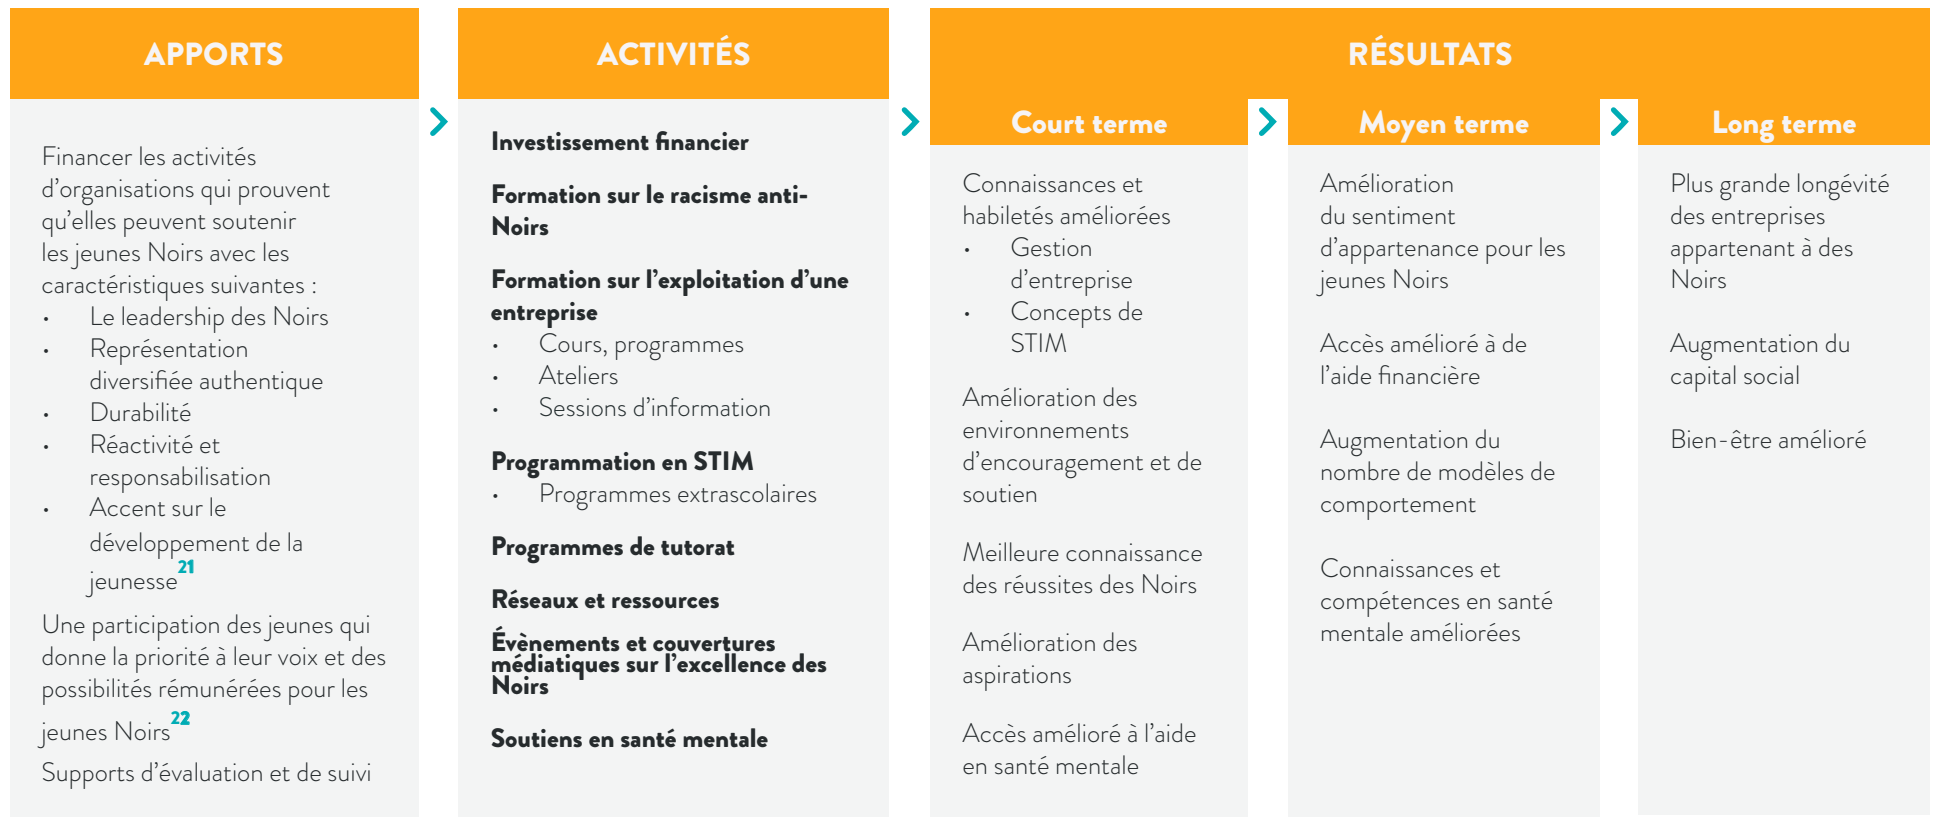 APPORTS
Financer les activités
d'organisations qui prouvent
qu'elles peuvent soutenir
les jeunes Noirs avec les
caractéristiques suivantes :
• Le leadership des Noirs
• Représentation
diversifiée authentique
• Durabilité
• Réactivité et
responsabilisation
• Accent sur le
développement de la
jeunesse21
Une participation des jeunes qui
donne la priorité à leur voix et des
possibilités rémunérées pour les
jeunes Noirs22
Supports d'évaluation et de suivi
ACTIVITÉS
Investissement financier
Formation sur le racisme anti-
Noirs
Formation sur l'exploitation d'une
entreprise
• Cours, programmes
• Ateliers
• Sessions d'information
Programmation en STIM
• Programmes extrascolaires
Programmes de tutorat
Réseaux et ressources
Évènements et couvertures
médiatiques sur l'excellence des
Noirs
Soutiens en santé mentale
RÉSULTATS
Court terme
Connaissances et
habiletés améliorées
• Gestion
d'entreprise
• Concepts de
STIM
Amélioration des
environnements
d'encouragement et de
soutien
Meilleure connaissance
des réussites des Noirs
Amélioration des
aspirations
Accès amélioré à l'aide
en santé mentale
Moyen terme
Amélioration
du sentiment
d'appartenance pour les
jeunes Noirs
Accès amélioré à de
l'aide financière
Augmentation du
nombre de modèles de
comportement
Connaissances et
compétences en santé
mentale améliorées
Long terme
Plus grande longévité
des entreprises
appartenant à des
Noirs
Augmentation du
capital social
Bien-être amélioré